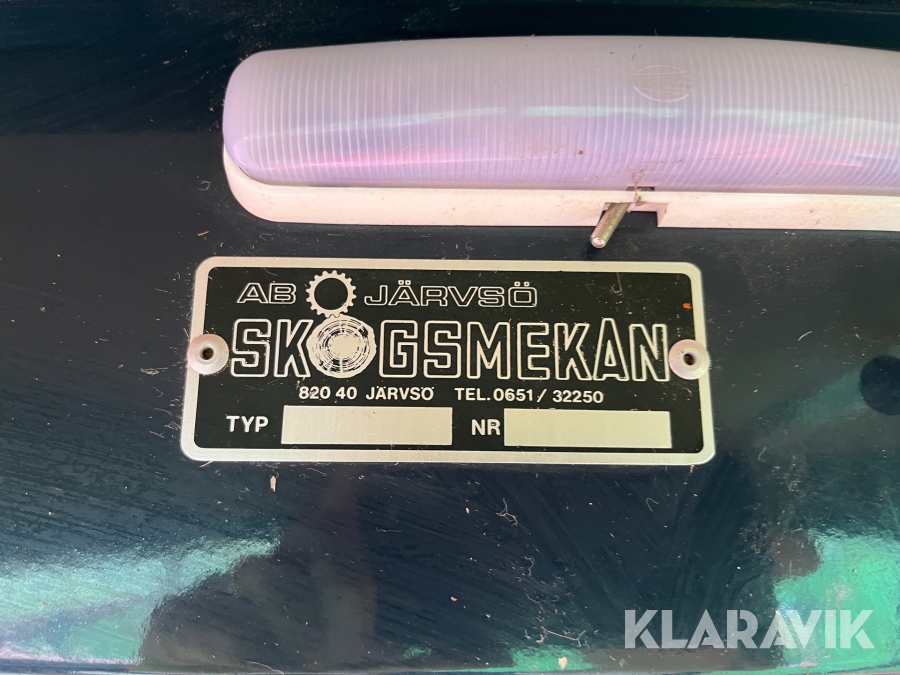 AB JÄRVSÖ
SKOGSMEKAN
820 40 JÄRVSÖ TEL. 0651/32250
TYP NR
KLARAVIK